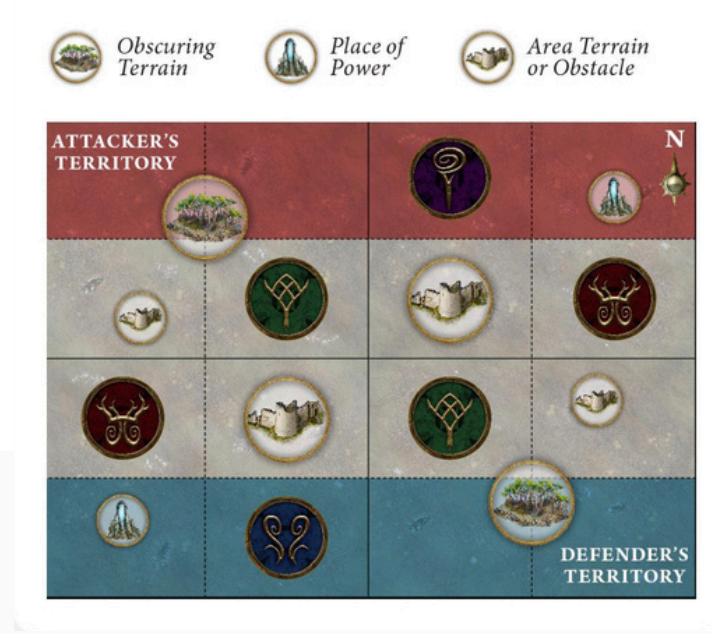 Obscuring
Terrain
Place of
Power
Area Terrain
or Obstacle
ATTACKER'S
TERRITORY
N
DEFENDER'S
TERRITORY